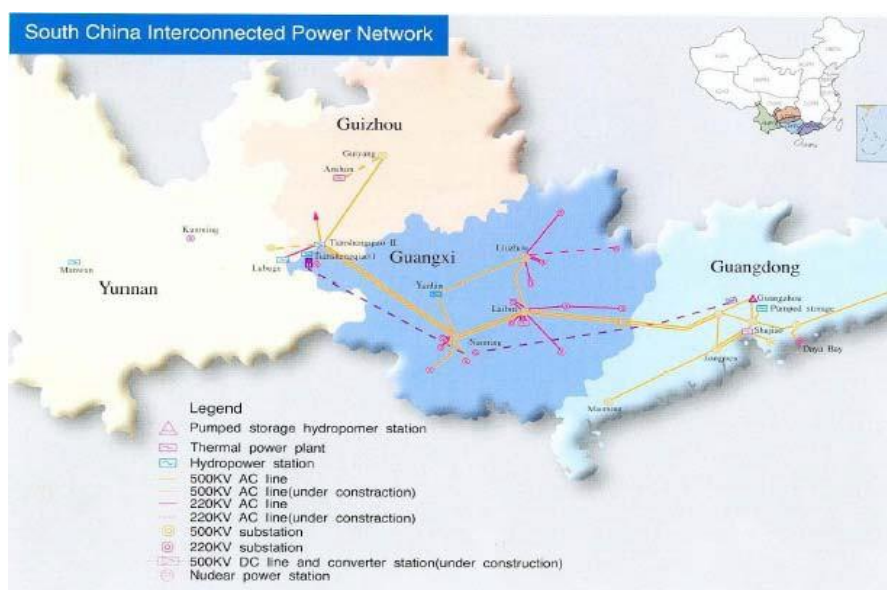 South China Interconnected Power Network
Guizhou
Guiyang
Anshun
Kunming
Tianshengqiao-II
Tianshengqiao I
Lubuge
Manwan
Yunnan
Guangxi
Liuzhou
Yantan
Laibin
Nanning
Guangdong
Guangzhou
Pumped storage
Shajiao
Daya Bay
Maoming
Legend
Pumped storage hydropomer station
Thermal power plant
Hydropower station
500KV AC line
500KV AC line(under constraction)
220KV AC line
220KV AC line(under constraction)
500KV substation
220KV substation
500KV DC line and converter station(under construction)
Nudear power station